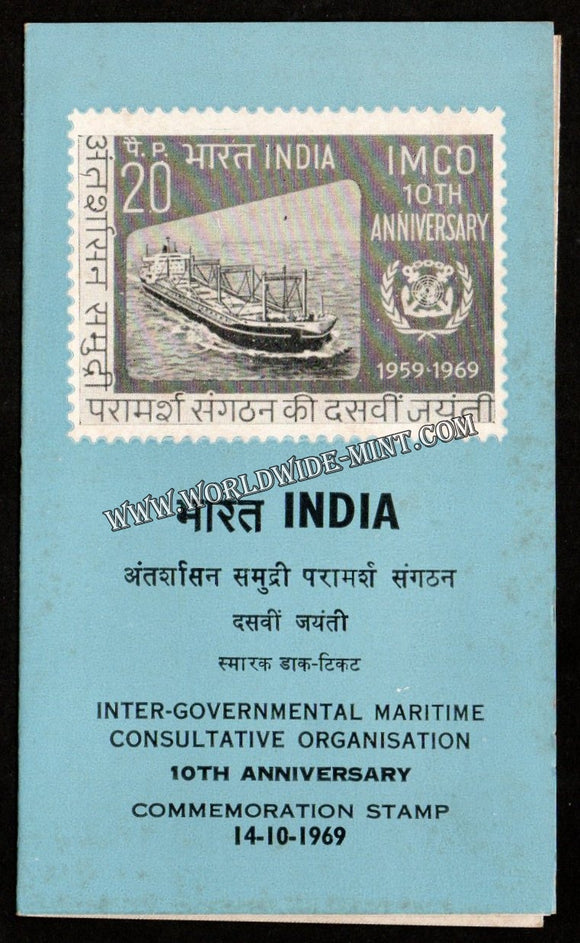 पै. P. भारत INDIA
20
IMCO
10TH
ANNIVERSARY
1959·1969
अंतर्शासन समुद्री
परामर्श संगठन की दसवीं जयंती
WWW.WORLDWIDE-MINT.COM
भारत INDIA
अंतर्शासन समुद्री परामर्श संगठन
दसवीं जयंती
स्मारक डाक-टिकट
INTER-GOVERNMENTAL MARITIME
CONSULTATIVE ORGANISATION
10TH ANNIVERSARY
COMMEMORATION STAMP
14-10-1969